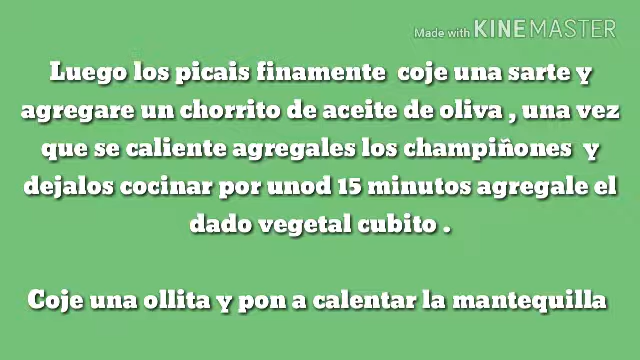 Made with KINEMASTER
Luego los picais finamente coje una sarte y
agregare un chorrito de aceite de oliva , una vez
que se caliente agregales los champiñones y
dejalos cocinar por unod 15 minutos agregale el
dado vegetal cubito .
Coje una ollita y pon a calentar la mantequilla